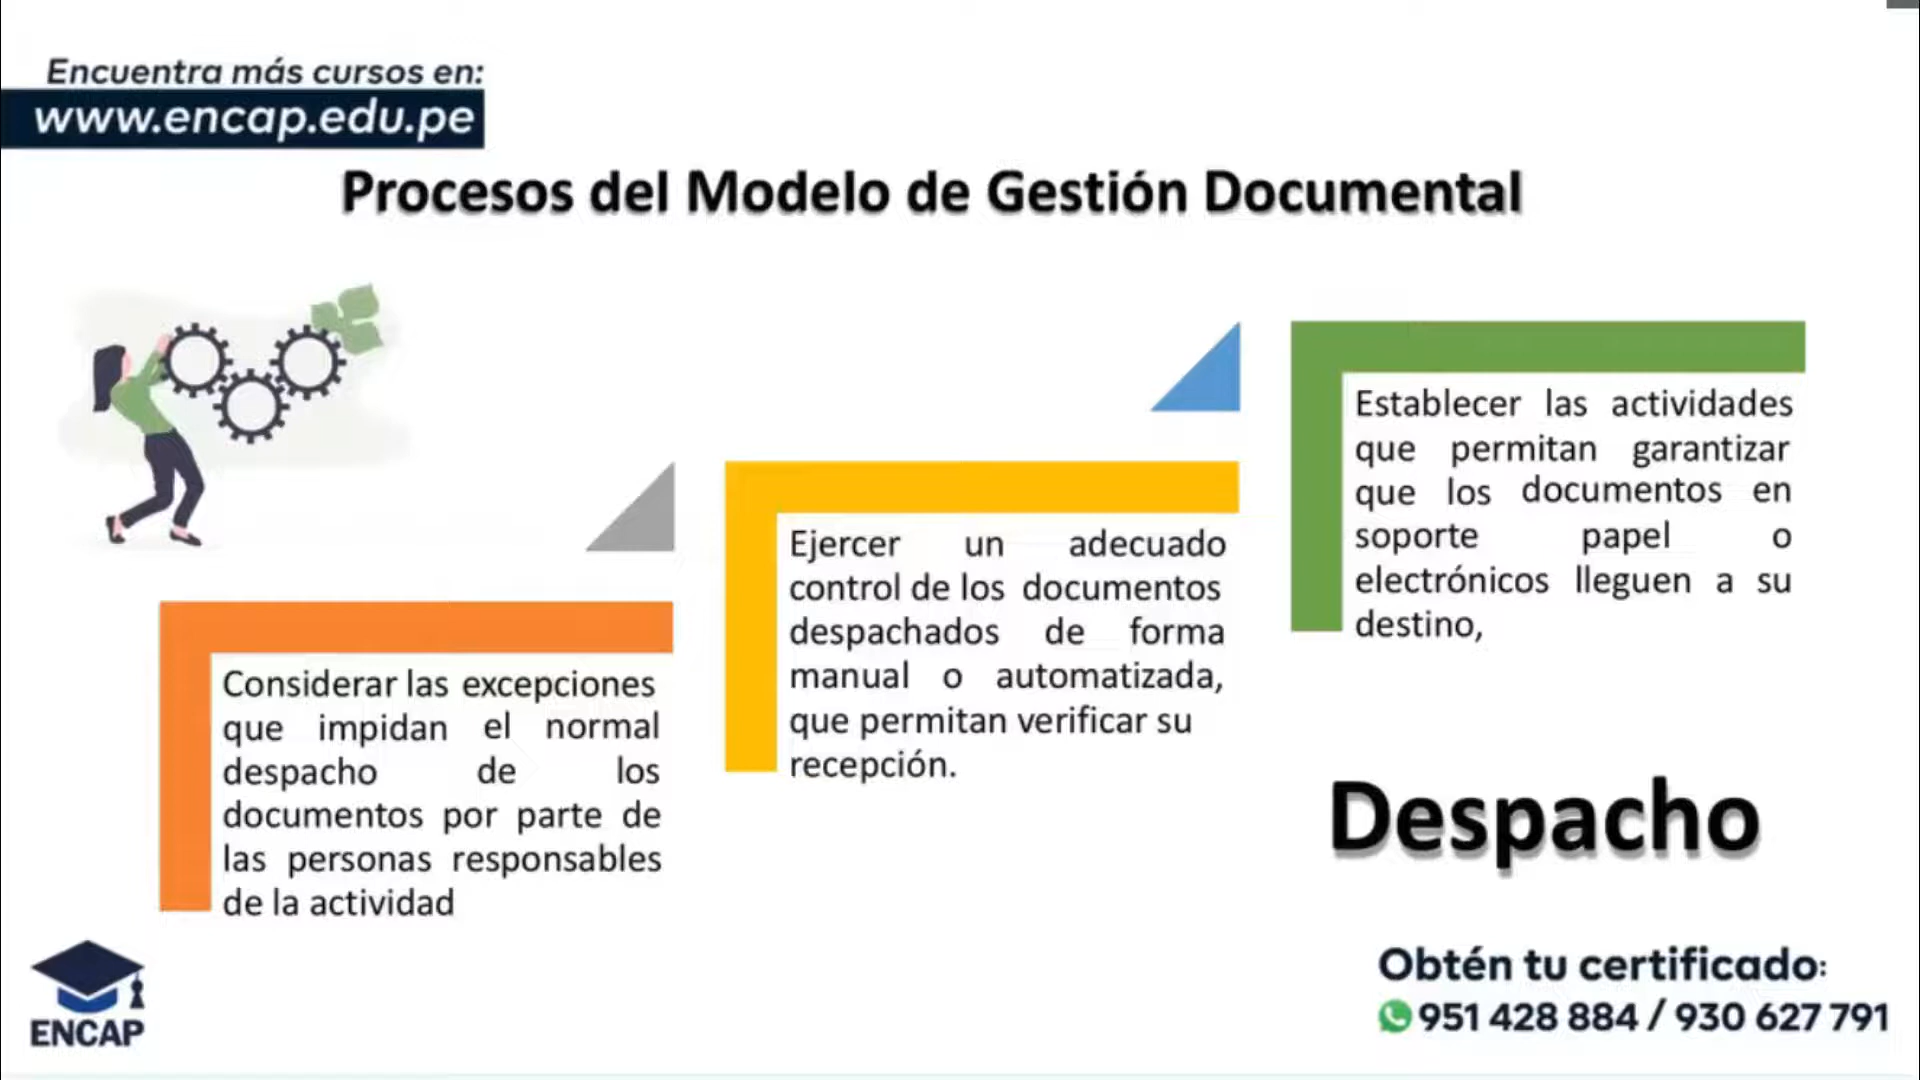 Encuentra más cursos en:
www.encap.edu.pe
Procesos del Modelo de Gestión Documental
Considerar las excepciones
que impidan el normal
despacho de los
documentos por parte de
las personas responsables
de la actividad
Ejercer un adecuado
control de los documentos
despachados de forma
manual o automatizada,
que permitan verificar su
recepción.
Establecer las actividades
que permitan garantizar
que los documentos en
soporte papel o
electrónicos lleguen a su
destino,
Despacho
ENCAP
Obtén tu certificado:
951 428 884 / 930 627 791